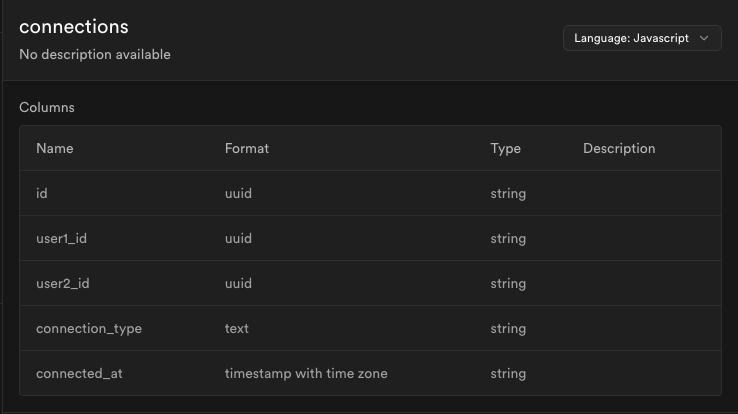 connections
No description available
Language: Javascript
Columns
Name Format Type Description
id uuid string
user1_id uuid string
user2_id uuid string
connection_type text string
connected_at timestamp with time zone string